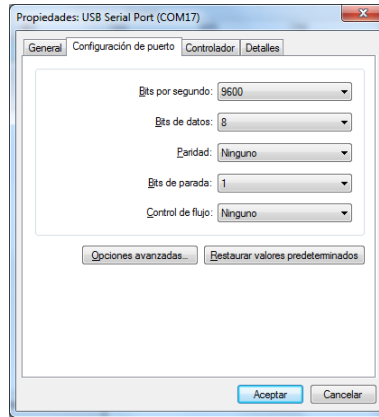 Propiedades: USB Serial Port (COM17)
General Configuración de puerto Controlador Detalles
Bits por segundo: 9600
Bits de datos: 8
Paridad: Ninguno
Bits de parada: 1
Control de flujo: Ninguno
Opciones avanzadas... Restaurar valores predeterminados
Aceptar Cancelar